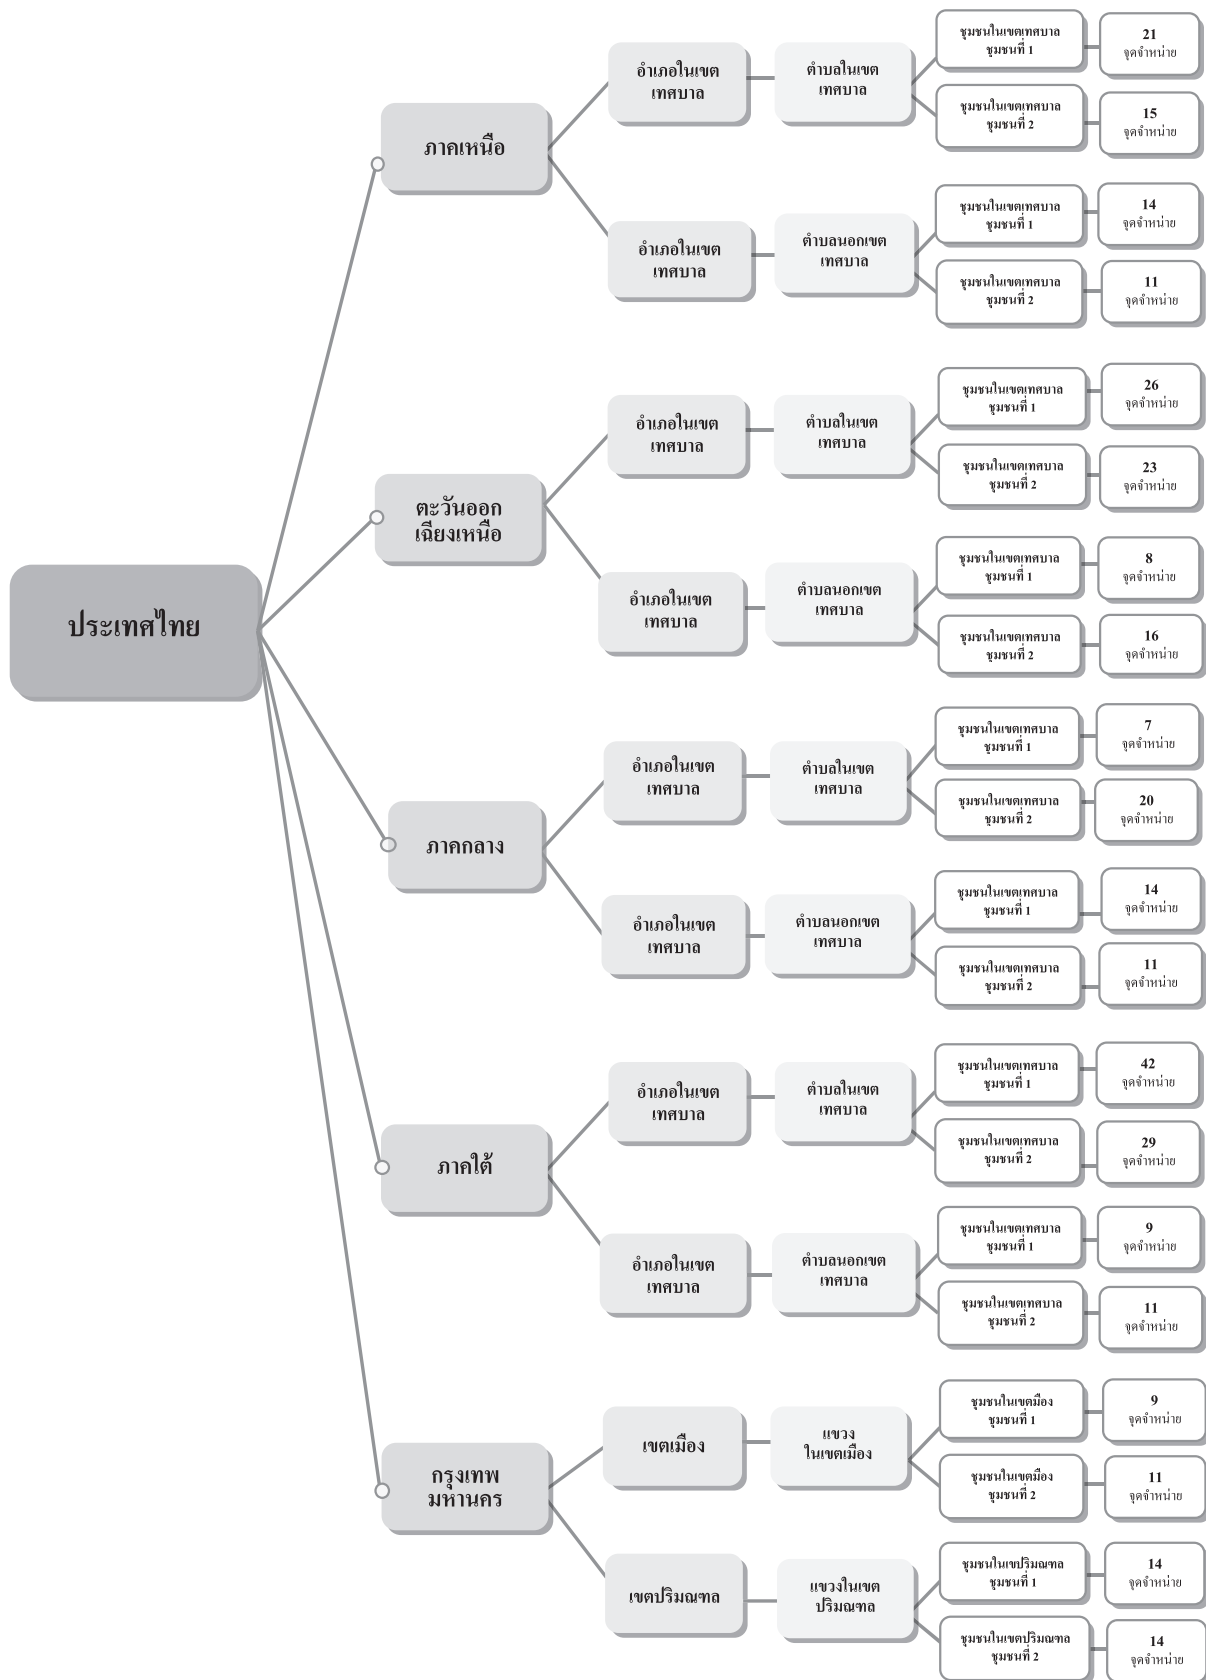 ประเทศไทย
ภาคเหนือ
อำเภอในเขต
เทศบาล
ตำบลในเขต
เทศบาล
ชุมชนในเขตเทศบาล
ชุมชนที่ 1
21
จุดจำหน่าย
ชุมชนในเขตเทศบาล
ชุมชนที่ 2
15
จุดจำหน่าย
อำเภอในเขต
เทศบาล
ตำบลนอกเขต
เทศบาล
ชุมชนในเขตเทศบาล
ชุมชนที่ 1
14
จุดจำหน่าย
ชุมชนในเขตเทศบาล
ชุมชนที่ 2
11
จุดจำหน่าย
ตะวันออก
เฉียงเหนือ
อำเภอในเขต
เทศบาล
ตำบลในเขต
เทศบาล
ชุมชนในเขตเทศบาล
ชุมชนที่ 1
26
จุดจำหน่าย
ชุมชนในเขตเทศบาล
ชุมชนที่ 2
23
จุดจำหน่าย
อำเภอในเขต
เทศบาล
ตำบลนอกเขต
เทศบาล
ชุมชนในเขตเทศบาล
ชุมชนที่ 1
8
จุดจำหน่าย
ชุมชนในเขตเทศบาล
ชุมชนที่ 2
16
จุดจำหน่าย
ภาคกลาง
อำเภอในเขต
เทศบาล
ตำบลในเขต
เทศบาล
ชุมชนในเขตเทศบาล
ชุมชนที่ 1
7
จุดจำหน่าย
ชุมชนในเขตเทศบาล
ชุมชนที่ 2
20
จุดจำหน่าย
อำเภอในเขต
เทศบาล
ตำบลนอกเขต
เทศบาล
ชุมชนในเขตเทศบาล
ชุมชนที่ 1
14
จุดจำหน่าย
ชุมชนในเขตเทศบาล
ชุมชนที่ 2
11
จุดจำหน่าย
ภาคใต้
อำเภอในเขต
เทศบาล
ตำบลในเขต
เทศบาล
ชุมชนในเขตเทศบาล
ชุมชนที่ 1
42
จุดจำหน่าย
ชุมชนในเขตเทศบาล
ชุมชนที่ 2
29
จุดจำหน่าย
อำเภอในเขต
เทศบาล
ตำบลนอกเขต
เทศบาล
ชุมชนในเขตเทศบาล
ชุมชนที่ 1
9
จุดจำหน่าย
ชุมชนในเขตเทศบาล
ชุมชนที่ 2
11
จุดจำหน่าย
กรุงเทพ
มหานคร
เขตเมือง
แขวง
ในเขตเมือง
ชุมชนในเขตมือง
ชุมชนที่ 1
9
จุดจำหน่าย
ชุมชนในเขตมือง
ชุมชนที่ 2
11
จุดจำหน่าย
เขตปริมณฑล
แขวงในเขต
ปริมณฑล
ชุมชนในเขปริมณฑล
ชุมชนที่ 1
14
จุดจำหน่าย
ชุมชนในเขตปริมณฑล
ชุมชนที่ 2
14
จุดจำหน่าย